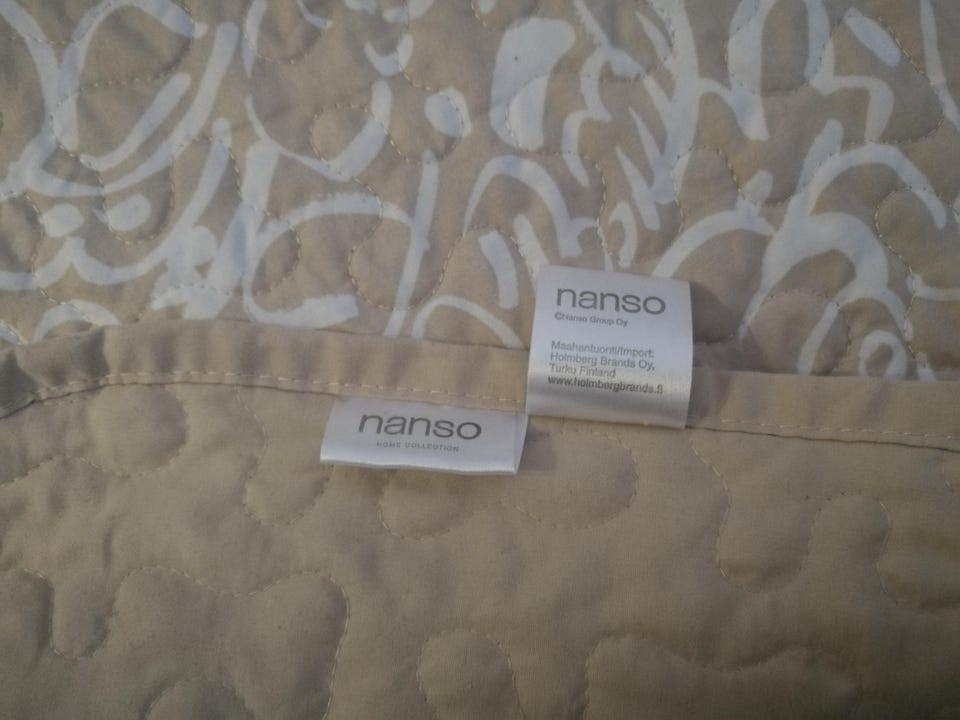 nanso
©Nanso Group Oy
Maahantuonti/Import:
Holmberg Brands Oy,
Turku Finland
www.holmbergbrands.fi
nanso
HOME COLLECTION